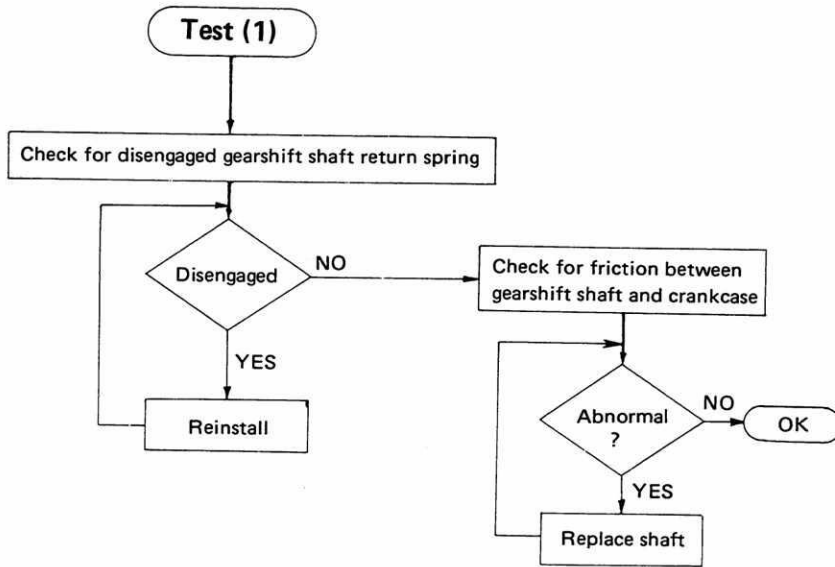 Test (1)
Check for disengaged gearshift shaft return spring
Disengaged
NO
YES
Reinstall
Check for friction between
gearshift shaft and crankcase
Abnormal
?
NO
OK
YES
Replace shaft